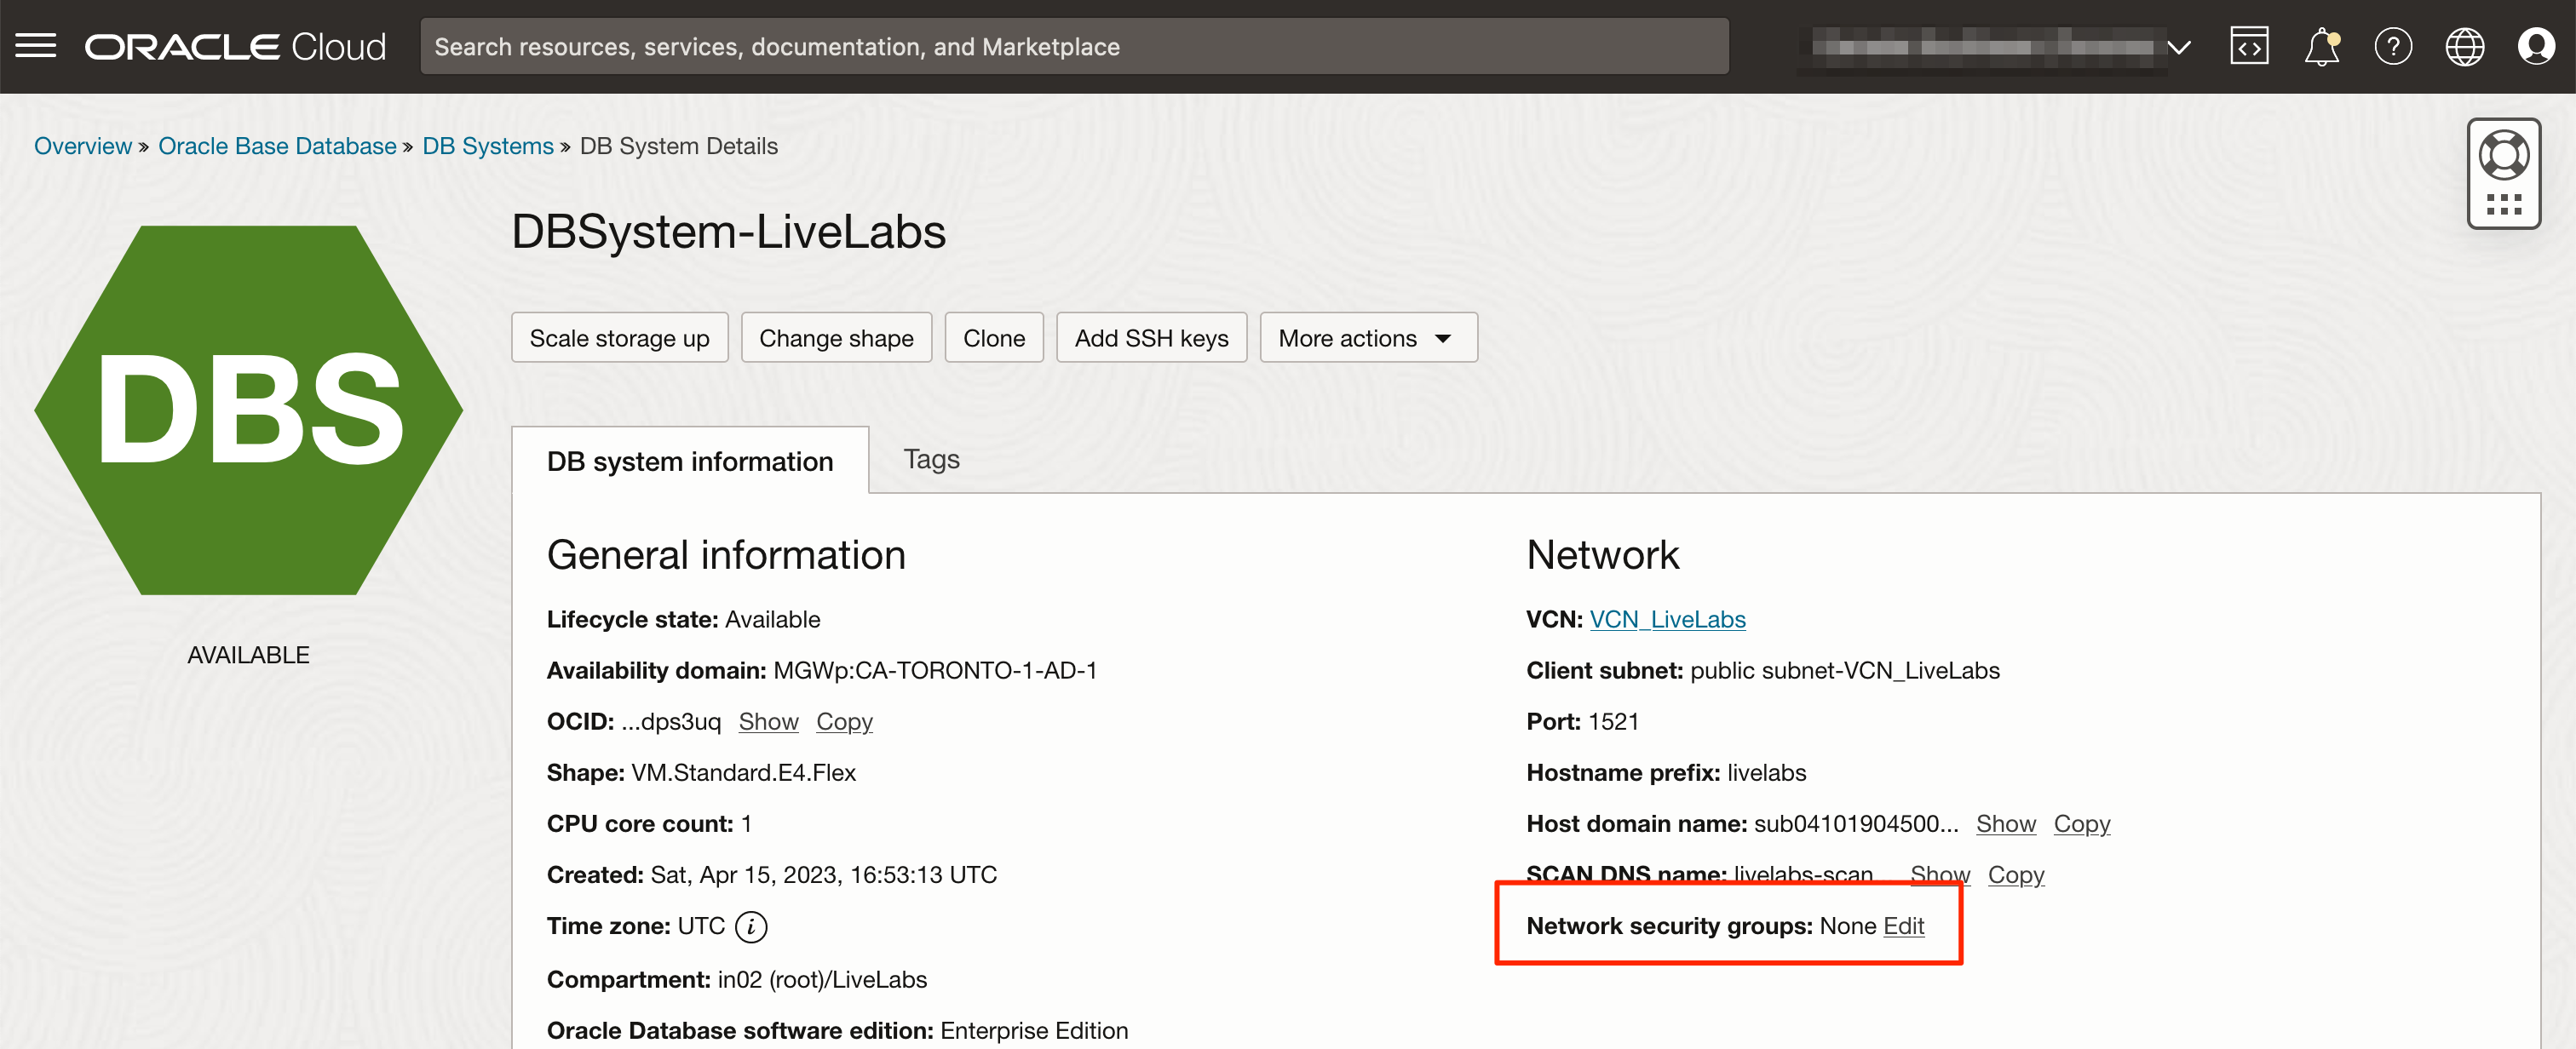 ORACLE Cloud Search resources, services, documentation, and Marketplace
Overview » Oracle Base Database » DB Systems » DB System Details
DBS
AVAILABLE
DBSystem-LiveLabs
Scale storage up Change shape Clone Add SSH keys More actions
DB system information Tags
General information
Lifecycle state: Available
Availability domain: MGWp:CA-TORONTO-1-AD-1
OCID: ...dps3uq Show Copy
Shape: VM.Standard.E4.Flex
CPU core count: 1
Created: Sat, Apr 15, 2023, 16:53:13 UTC
Time zone: UTC i
Compartment: in02 (root)/LiveLabs
Oracle Database software edition: Enterprise Edition
Network
VCN: VCN_LiveLabs
Client subnet: public subnet-VCN_LiveLabs
Port: 1521
Hostname prefix: livelabs
Host domain name: sub04101904500... Show Copy
SCAN DNS name: livelabs-scan... Show Copy
Network security groups: None Edit